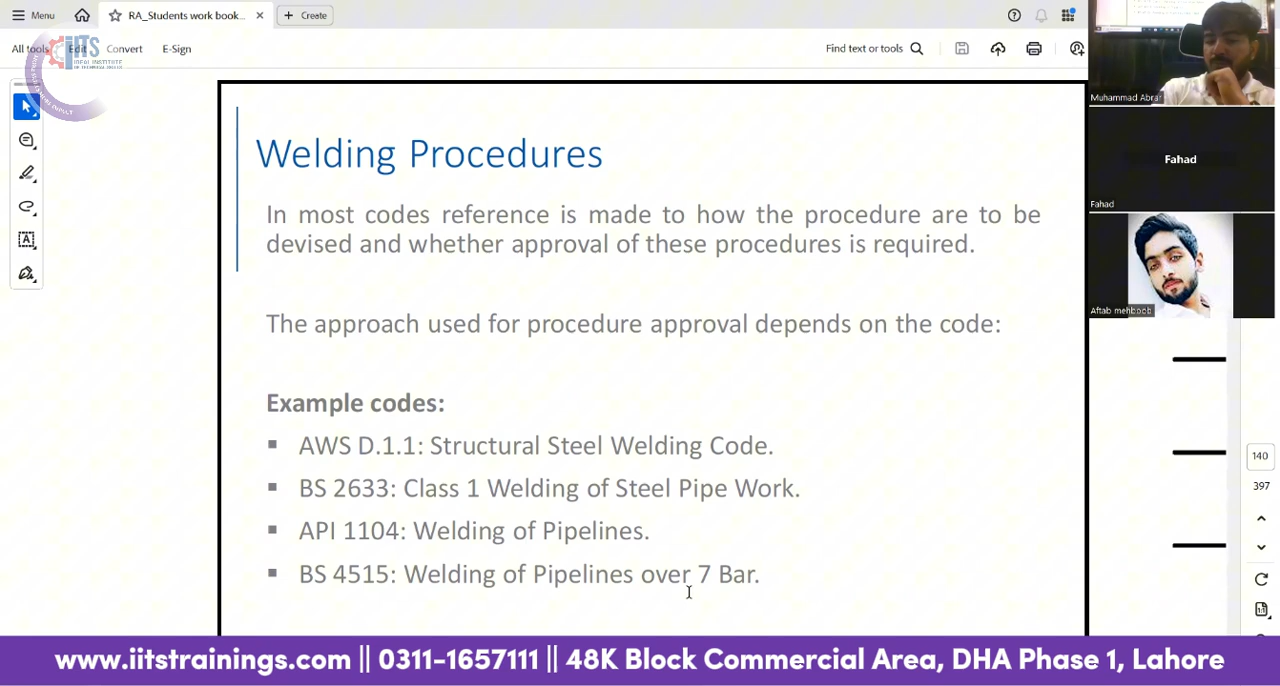 Menu
RA_Students work book...
Create
All tools
Edit
Convert
E-Sign
Find text or tools
IITS
IDEAL INSTITUTE
Muhammad Abrar
Fahad
Fahad
Aftab mehboob
Welding Procedures
In most codes reference is made to how the procedure are to be
devised and whether approval of these procedures is required.
The approach used for procedure approval depends on the code:
Example codes:
AWS D.1.1: Structural Steel Welding Code.
BS 2633: Class 1 Welding of Steel Pipe Work.
API 1104: Welding of Pipelines.
BS 4515: Welding of Pipelines over 7 Bar.
140
397
www.iitstrainings.com || 0311-1657111 || 48K Block Commercial Area, DHA Phase 1, Lahore